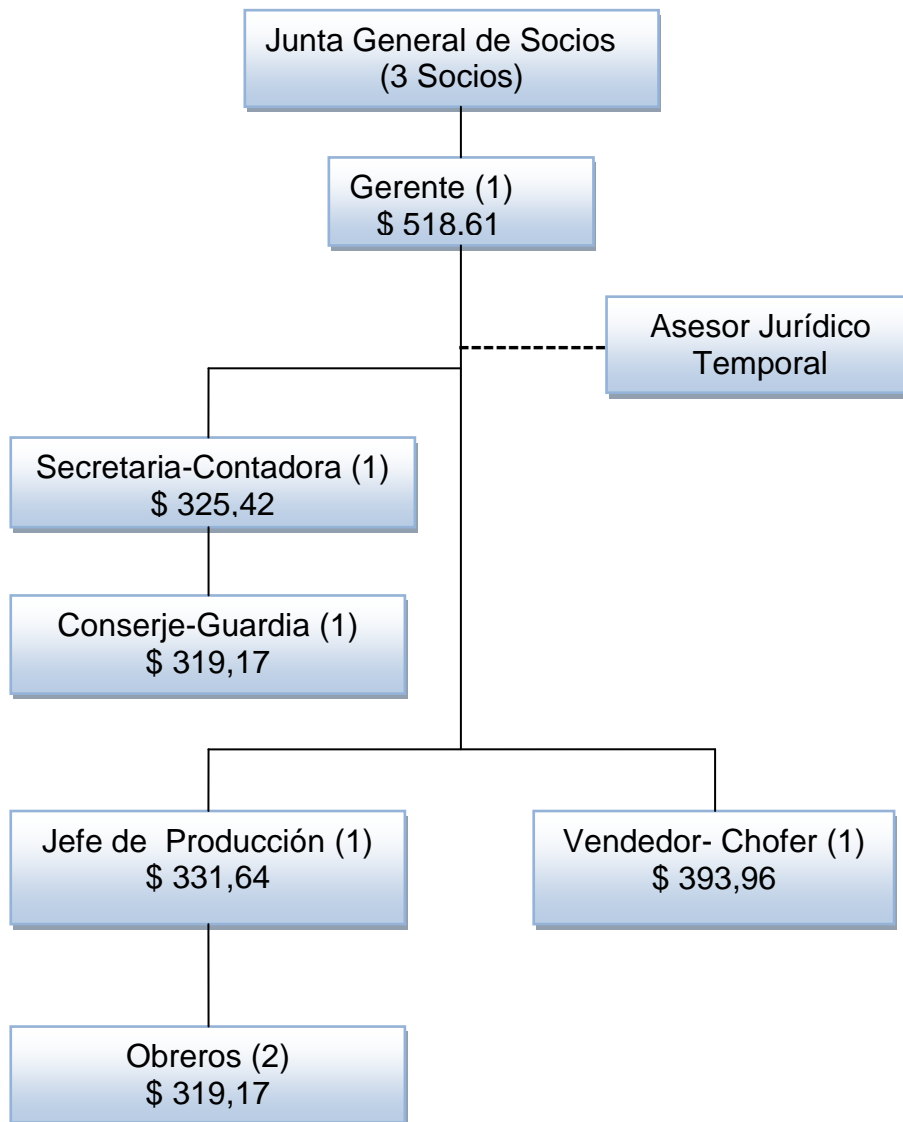 Junta General de Socios
(3 Socios)
Gerente (1)
$ 518.61
Asesor Jurídico
Temporal
Secretaria-Contadora (1)
$ 325,42
Conserje-Guardia (1)
$ 319,17
Jefe de  Producción (1)
$ 331,64
Vendedor- Chofer (1)
$ 393,96
Obreros (2)
$ 319,17